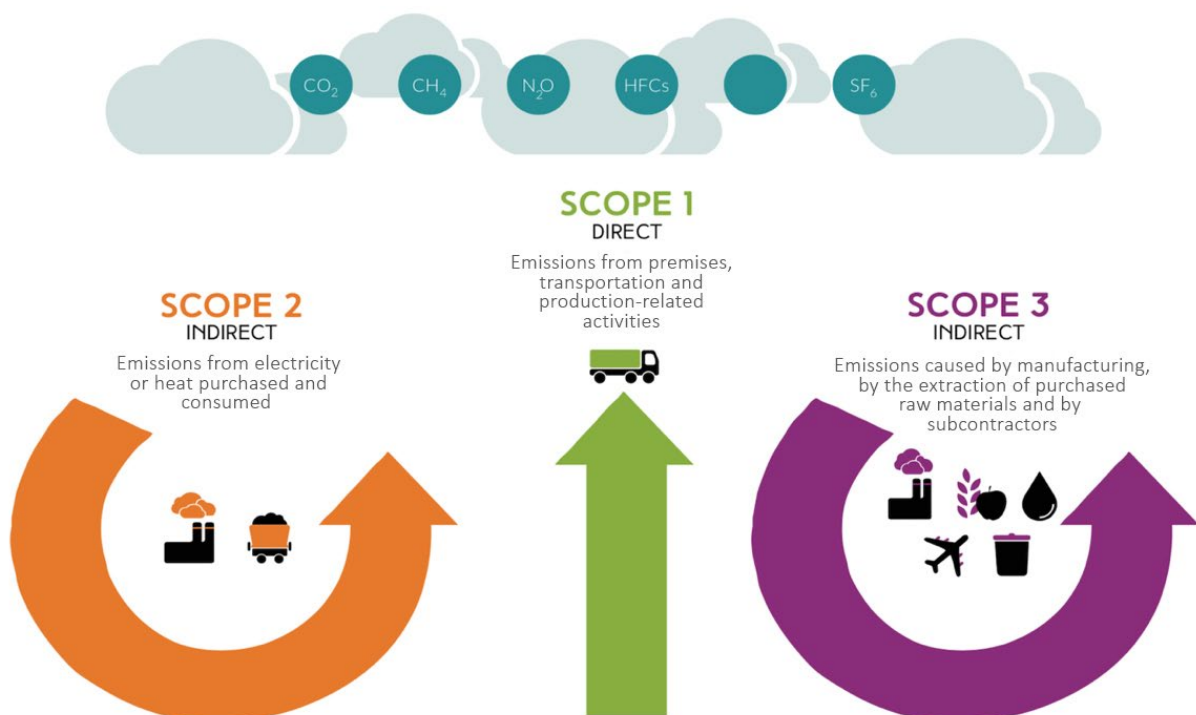 CO₂ CH₄ N₂O HFCs SF₆
SCOPE 1
DIRECT
Emissions from premises,
transportation and
production-related
activities
SCOPE 2
INDIRECT
Emissions from electricity
or heat purchased and
consumed
SCOPE 3
INDIRECT
Emissions caused by manufacturing,
by the extraction of purchased
raw materials and by
subcontractors